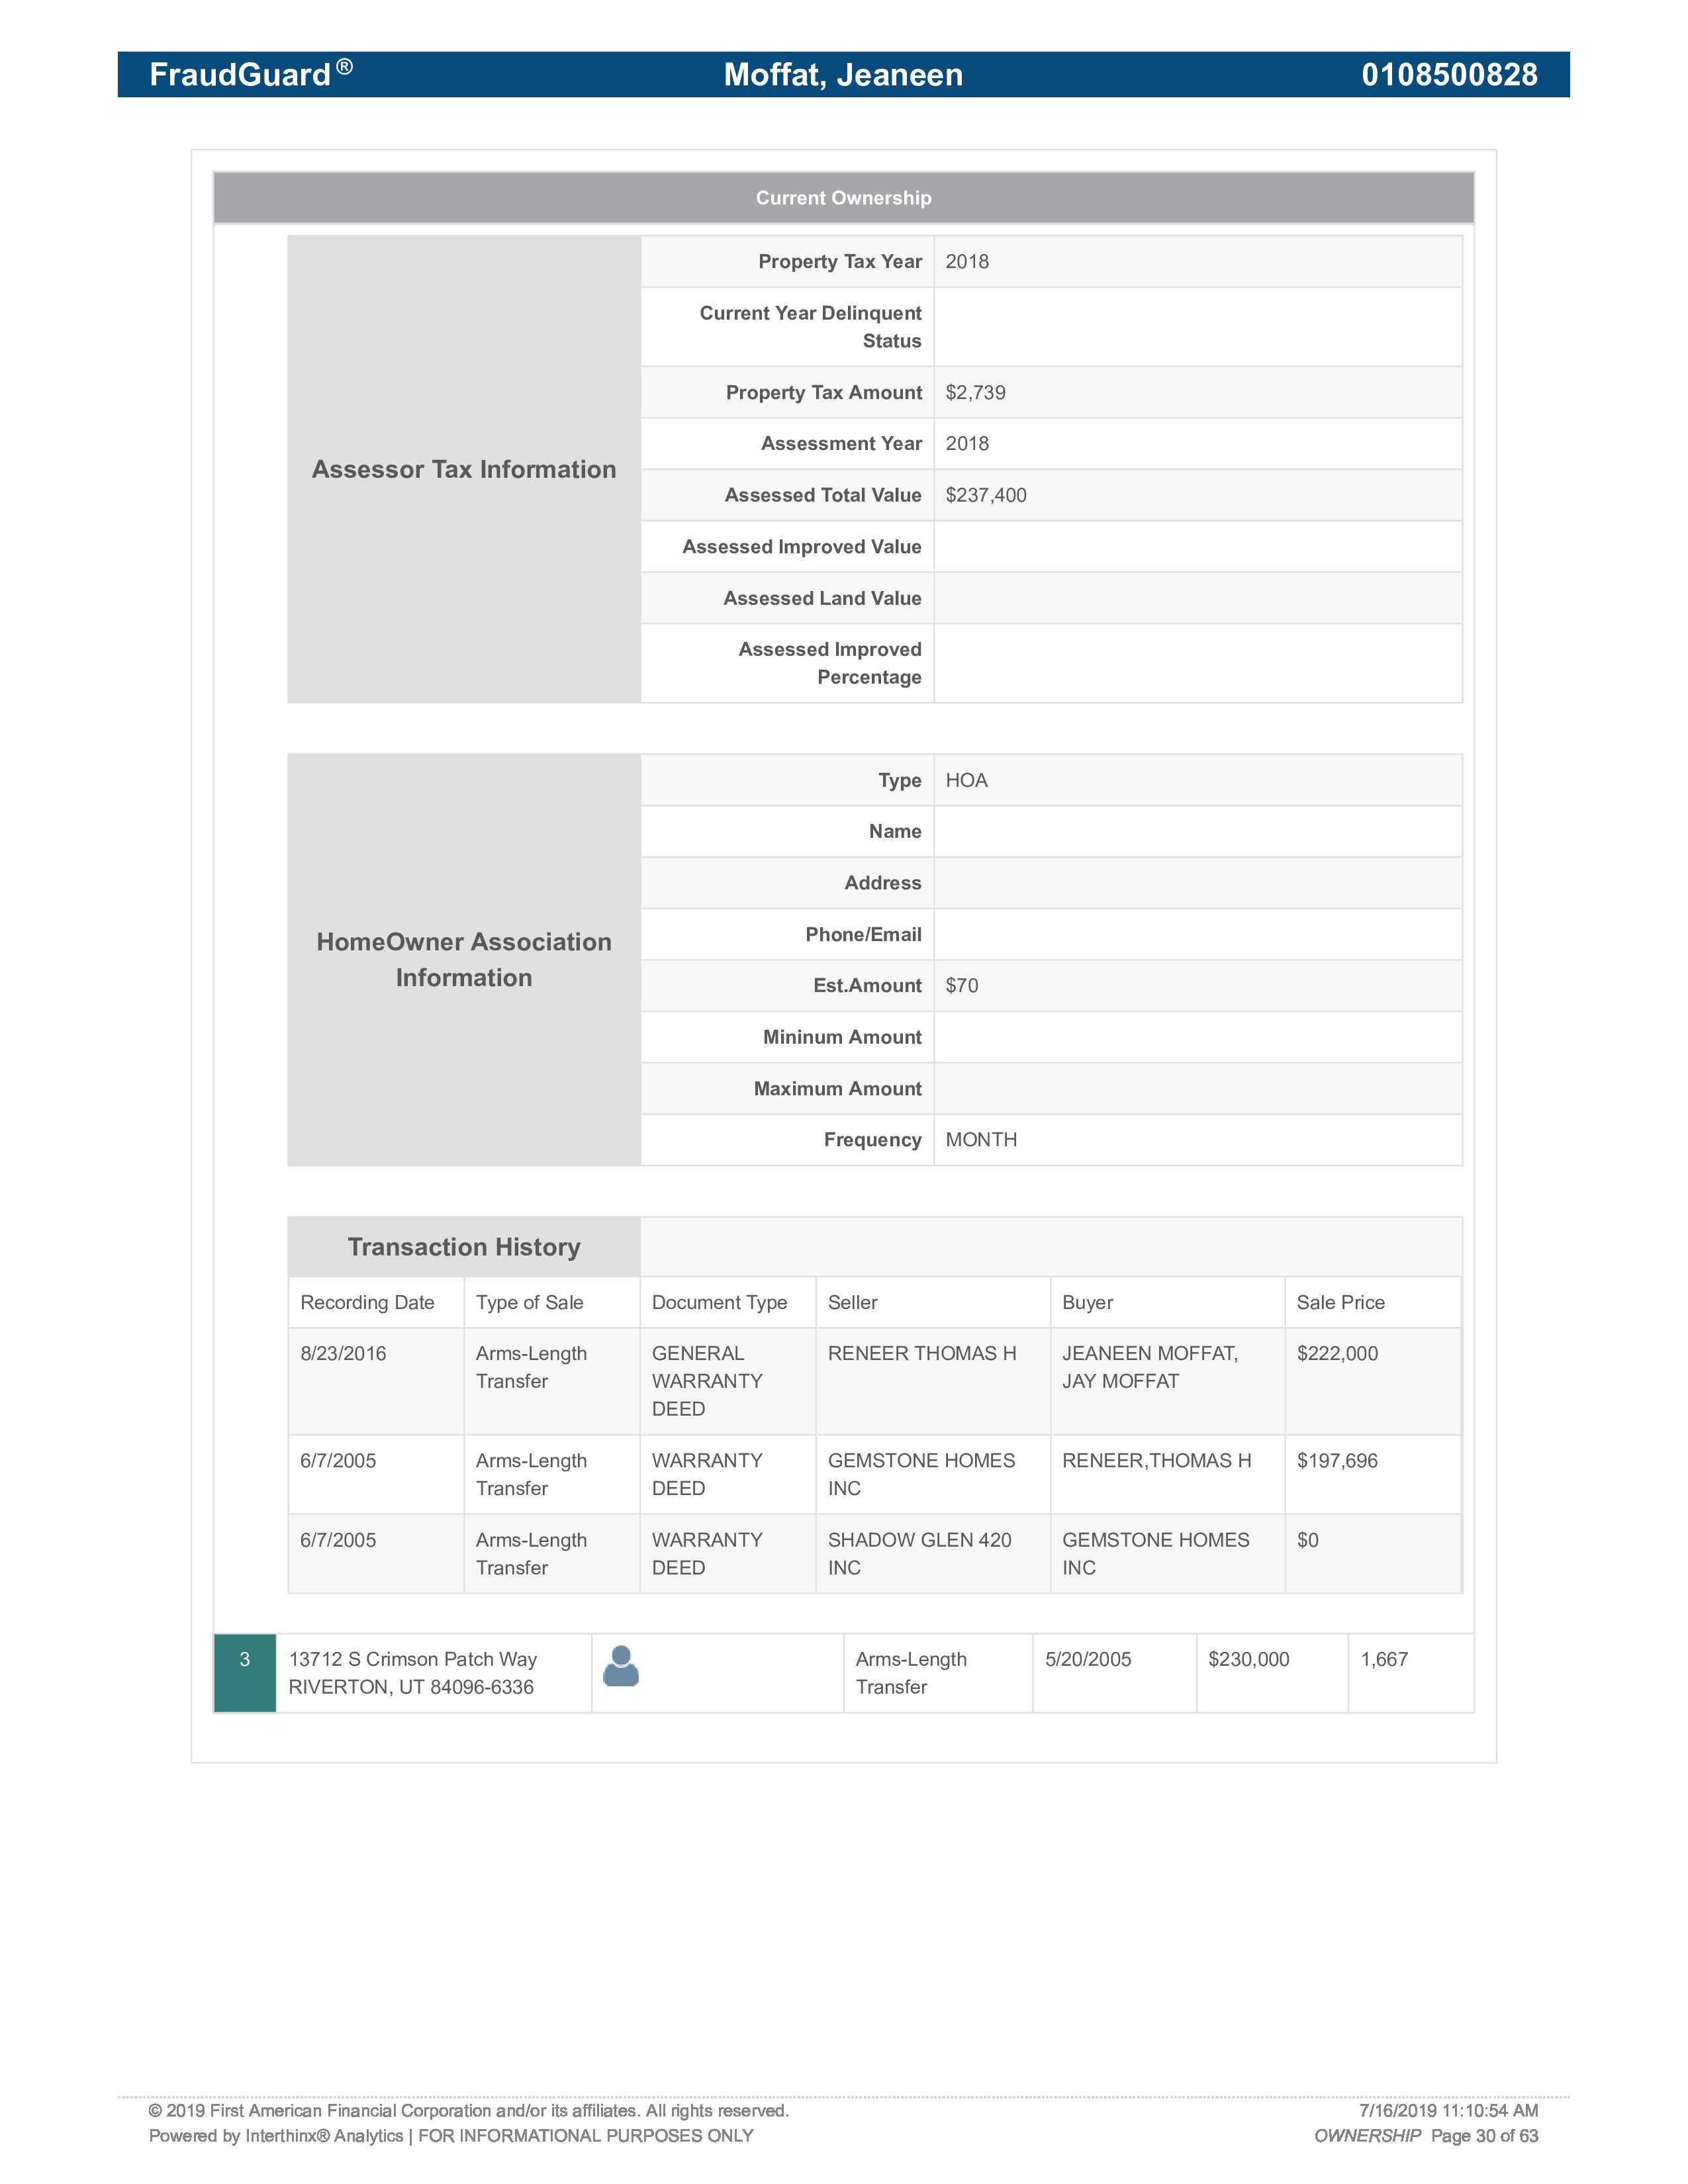 FraudGuard® Moffat, Jeaneen 0108500828
Current Ownership
Assessor Tax Information
Property Tax Year 2018
Current Year Delinquent
Status
Property Tax Amount $2,739
Assessment Year 2018
Assessed Total Value $237,400
Assessed Improved Value
Assessed Land Value
Assessed Improved
Percentage
HomeOwner Association
Information
Type HOA
Name
Address
Phone/Email
Est.Amount $70
Mininum Amount
Maximum Amount
Frequency MONTH
Transaction History
Recording Date Type of Sale Document Type Seller Buyer Sale Price
8/23/2016 Arms-Length GENERAL RENEER THOMAS H JEANEEN MOFFAT, $222,000
Transfer WARRANTY JAY MOFFAT
DEED
6/7/2005 Arms-Length WARRANTY GEMSTONE HOMES RENEER,THOMAS H $197,696
Transfer DEED INC
6/7/2005 Arms-Length WARRANTY SHADOW GLEN 420 GEMSTONE HOMES $0
Transfer DEED INC INC
3 13712 S Crimson Patch Way Arms-Length 5/20/2005 $230,000 1,667
RIVERTON, UT 84096-6336 Transfer
© 2019 First American Financial Corporation and/or its affiliates. All rights reserved. 7/16/2019 11:10:54 AM
Powered by Interthinx® Analytics | FOR INFORMATIONAL PURPOSES ONLY OWNERSHIP Page 30 of 63